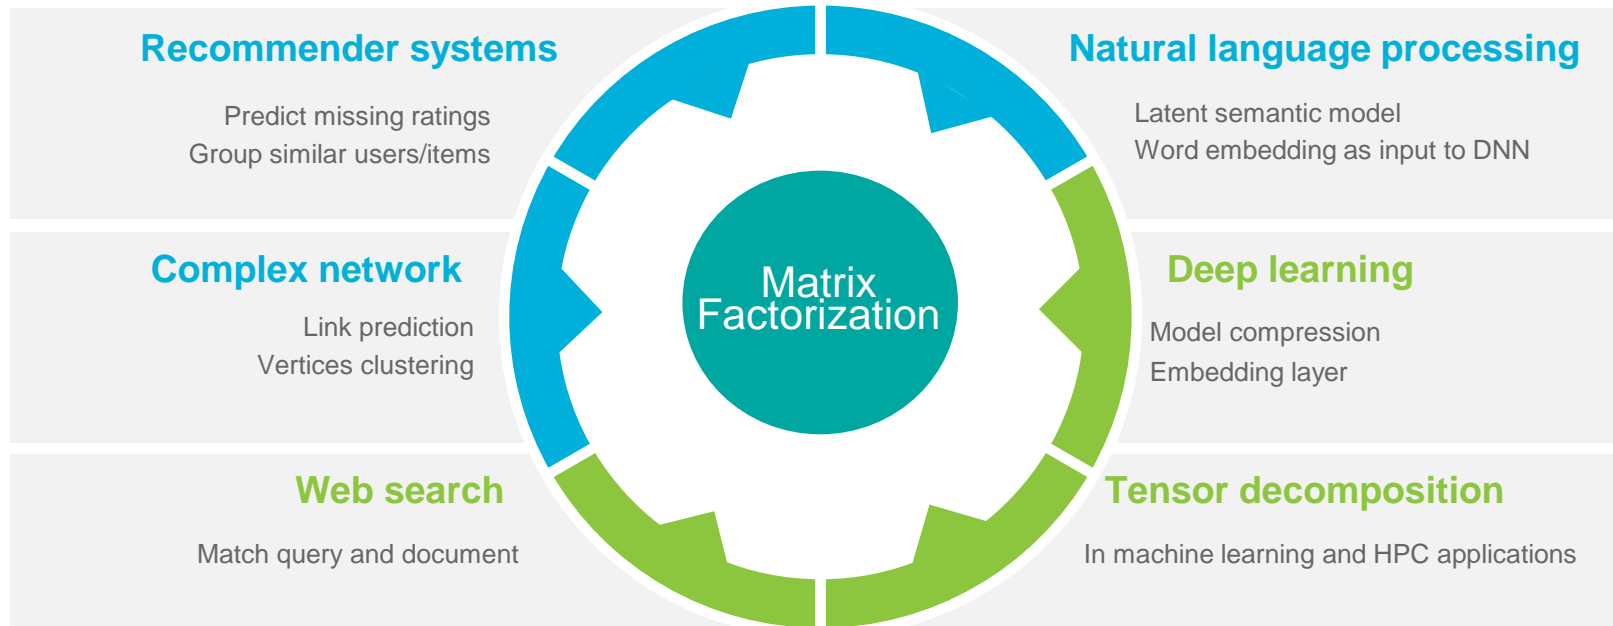 Recommender systems
Predict missing ratings
Group similar users/items
Natural language processing
Latent semantic model
Word embedding as input to DNN
Complex network
Link prediction
Vertices clustering
Matrix
Factorization
Deep learning
Model compression
Embedding layer
Web search
Match query and document
Tensor decomposition
In machine learning and HPC applications